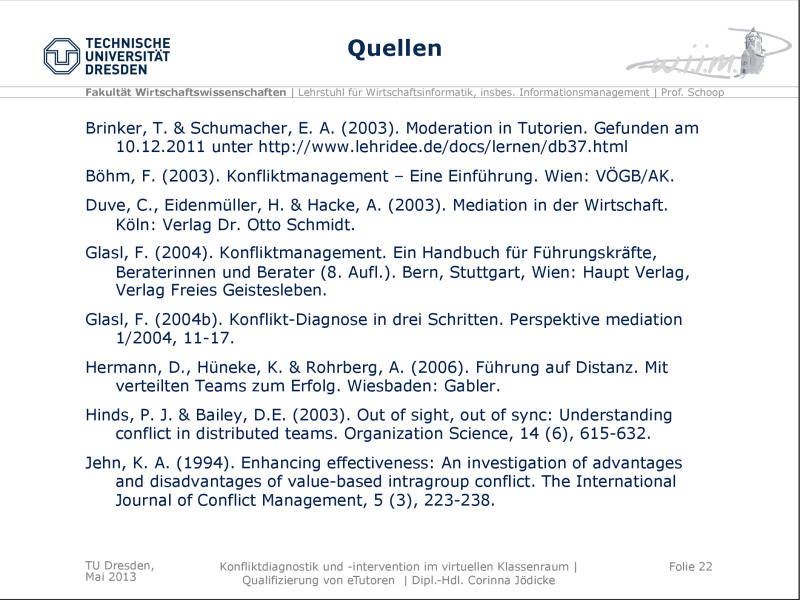 TECHNISCHE
UNIVERSITÄT
DRESDEN
Quellen
w.i.i.m.
Fakultät Wirtschaftswissenschaften | Lehrstuhl für Wirtschaftsinformatik, insbes. Informationsmanagement | Prof. Schoop
Brinker, T. & Schumacher, E. A. (2003). Moderation in Tutorien. Gefunden am
10.12.2011 unter http://www.lehridee.de/docs/lernen/db37.html
Böhm, F. (2003). Konfliktmanagement – Eine Einführung. Wien: VÖGB/AK.
Duve, C., Eidenmüller, H. & Hacke, A. (2003). Mediation in der Wirtschaft.
Köln: Verlag Dr. Otto Schmidt.
Glasl, F. (2004). Konfliktmanagement. Ein Handbuch für Führungskräfte,
Beraterinnen und Berater (8. Aufl.). Bern, Stuttgart, Wien: Haupt Verlag,
Verlag Freies Geistesleben.
Glasl, F. (2004b). Konflikt-Diagnose in drei Schritten. Perspektive mediation
1/2004, 11-17.
Hermann, D., Hüneke, K. & Rohrberg, A. (2006). Führung auf Distanz. Mit
verteilten Teams zum Erfolg. Wiesbaden: Gabler.
Hinds, P. J. & Bailey, D.E. (2003). Out of sight, out of sync: Understanding
conflict in distributed teams. Organization Science, 14 (6), 615-632.
Jehn, K. A. (1994). Enhancing effectiveness: An investigation of advantages
and disadvantages of value-based intragroup conflict. The International
Journal of Conflict Management, 5 (3), 223-238.
TU Dresden,
Mai 2013
Konfliktdiagnostik und -intervention im virtuellen Klassenraum |
Qualifizierung von eTutoren | Dipl.-Hdl. Corinna Jödicke
Folie 22